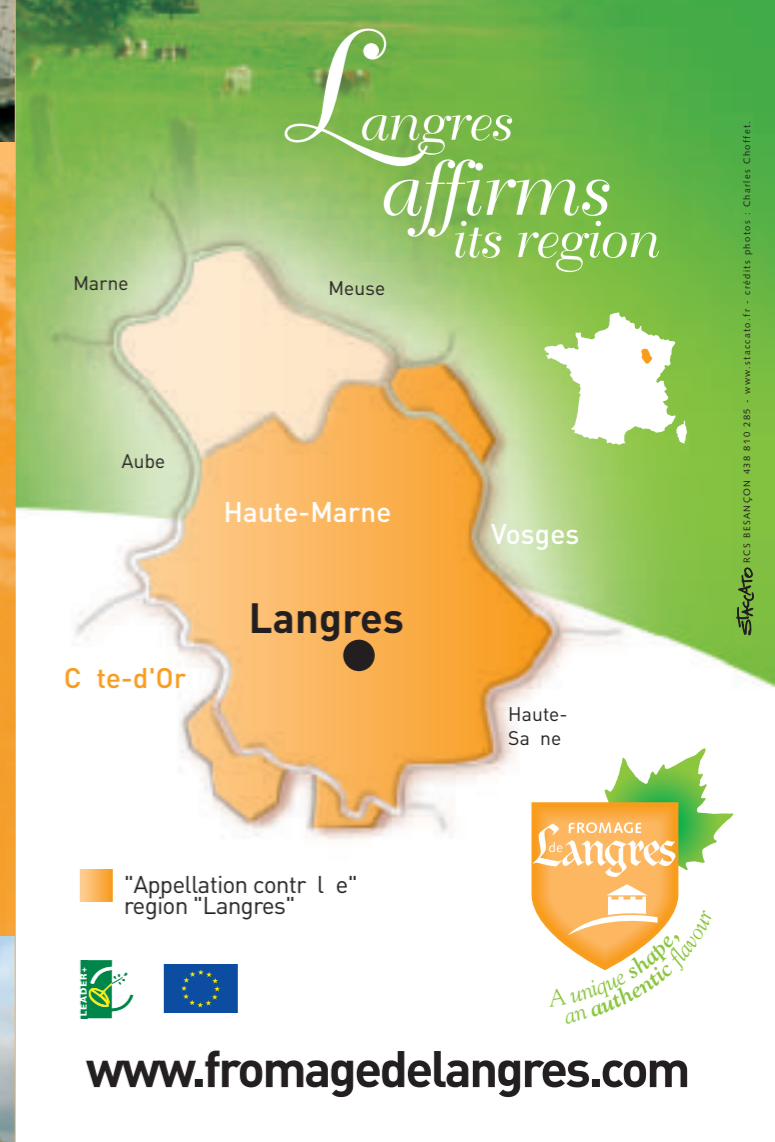 Langres
affirms
its region
Marne
Meuse
Aube
Haute-Marne
Vosges
Langres
C te-d'Or
Haute-
Sa ne
"Appellation contr l e"
region "Langres"
FROMAGE
de Langres
A unique shape,
an authentic flavour
LEADER+
www.fromagedelangres.com
STACCATO RCS BESANÇON 438 810 285 - www.staccato.fr - crédits photos : Charles Choffet.